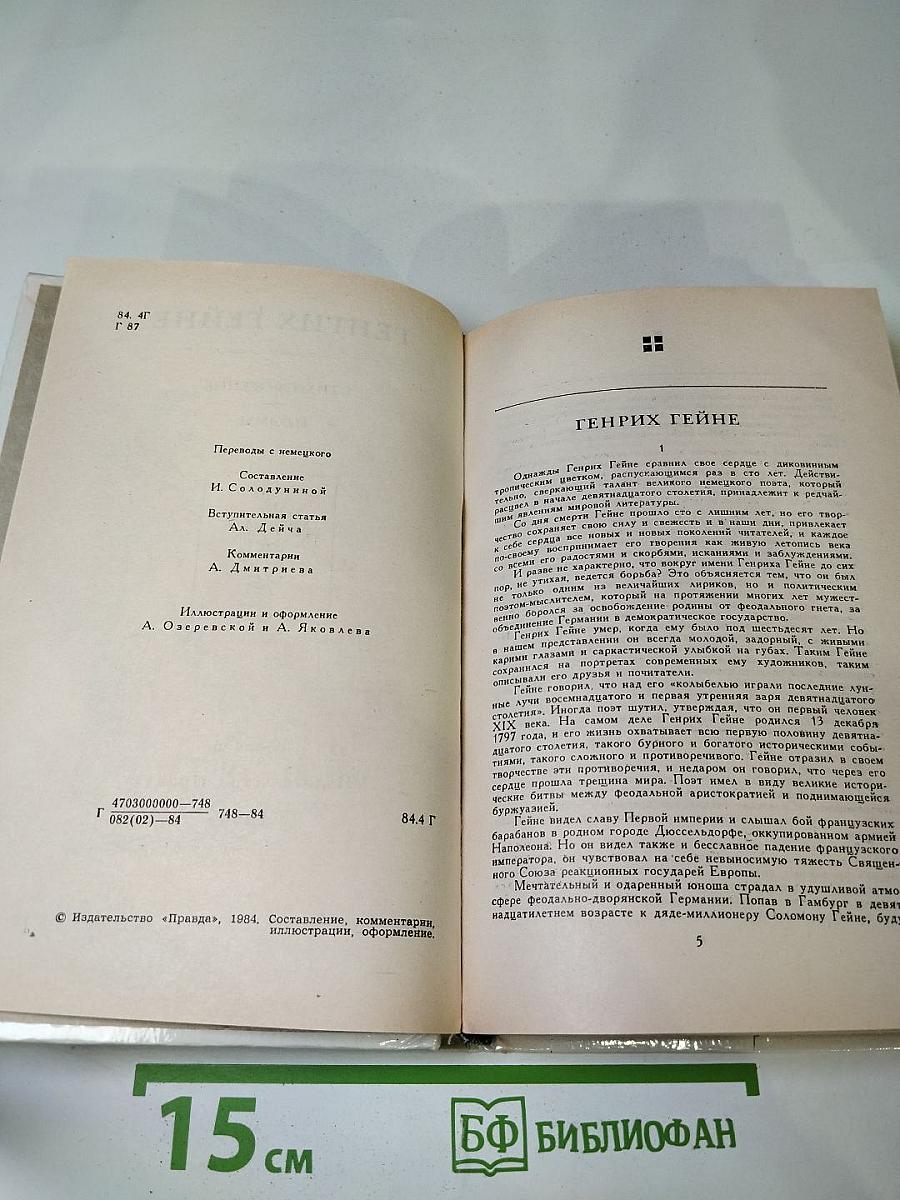 84. 4Г
Г 87
Переводы с немецкого
Составление
И. Солодуниной
Вступительная статья
Ал. Дейча
Комментарии
А. Дмитриева
Иллюстрации и оформление
А. Озеревской и А. Яковлева
Г 4703000000—748 748—84
082(02)—84
84.4 Г
© Издательство «Правда», 1984. Составление, комментарии,
иллюстрации, оформление.
ГЕНРИХ ГЕЙНЕ
1
Однажды Генрих Гейне сравнил свое сердце с диковинным
тропическим цветком, распускающимся раз в сто лет. Действи-
тельно, сверкающий талант великого немецкого поэта, который
расцвел в начале девятнадцатого столетия, принадлежит к редчай-
шим явлениям мировой литературы.
Со дня смерти Гейне прошло сто с лишним лет, но его твор-
чество сохраняет свою силу и свежесть и в наши дни, привлекает
к себе сердца все новых и новых поколений читателей, и каждое
по-своему воспринимает его творения как живую летопись века
со всеми его радостями и скорбями, исканиями и заблуждениями.
И разве не характерно, что вокруг имени Генриха Гейне до сих
пор, не утихая, ведется борьба? Это объясняется тем, что он был
не только одним из величайших лириков, но и политическим
поэтом-мыслителем, который на протяжении многих лет мужест-
венно боролся за освобождение родины от феодального гнета, за
объединение Германии в демократическое государство.
Генрих Гейне умер, когда ему было под шестьдесят лет. Но
в нашем представлении он всегда молодой, задорный, с живыми
карими глазами и саркастической улыбкой на губах. Таким Гейне
сохранился на портретах современных ему художников, таким
описывали его друзья и почитатели.
Гейне говорил, что над его «колыбелью играли последние лун-
ные лучи восемнадцатого и первая утренняя заря девятнадцатого
столетия». Иногда поэт шутил, утверждая, что он первый человек
XIX века. На самом деле Генрих Гейне родился 13 декабря
1797 года, и его жизнь охватывает всю первую половину девятна-
дцатого столетия, такого бурного и богатого историческими собы-
тиями, такого сложного и противоречивого. Гейне отразил в своем
творчестве эти противоречия, и недаром он говорил, что через его
сердце прошла трещина мира. Поэт имел в виду великие истори-
ческие битвы между феодальной аристократией и поднимающейся
буржуазией.
Гейне видел славу Первой империи и слышал бой французских
барабанов в родном городе Дюссельдорфе, оккупированном армией
Наполеона. Но он видел также и бесславное падение французского
императора, он чувствовал на себе невыносимую тяжесть Священ-
ного Союза реакционных государей Европы.
Мечтательный и одаренный юноша страдал в удушливой атмо
сфере феодально-дворянской Германии. Попав в Гамбург в девят
надцатилетнем возрасте к дяде-миллионеру Соломону Гейне, буду
5
15 см
БФ БИБЛИОФАН